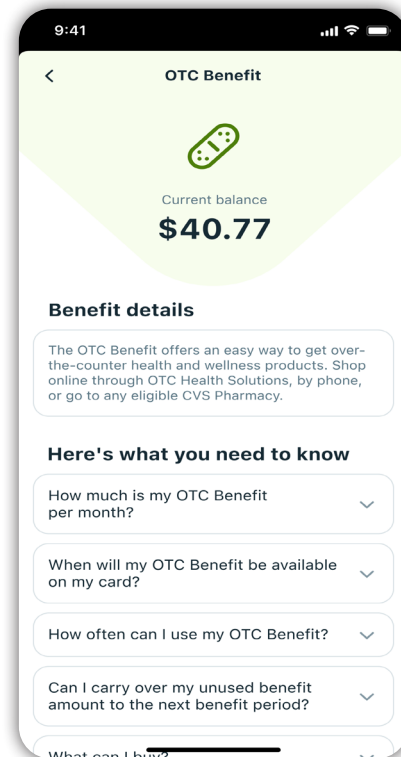 9:41
OTC Benefit
Current balance
$40.77
Benefit details
The OTC Benefit offers an easy way to get over-
the-counter health and wellness products. Shop
online through OTC Health Solutions, by phone,
or go to any eligible CVS Pharmacy.
Here's what you need to know
How much is my OTC Benefit
per month?
When will my OTC Benefit be available
on my card?
How often can I use my OTC Benefit?
Can I carry over my unused benefit
amount to the next benefit period?
What can I buy?